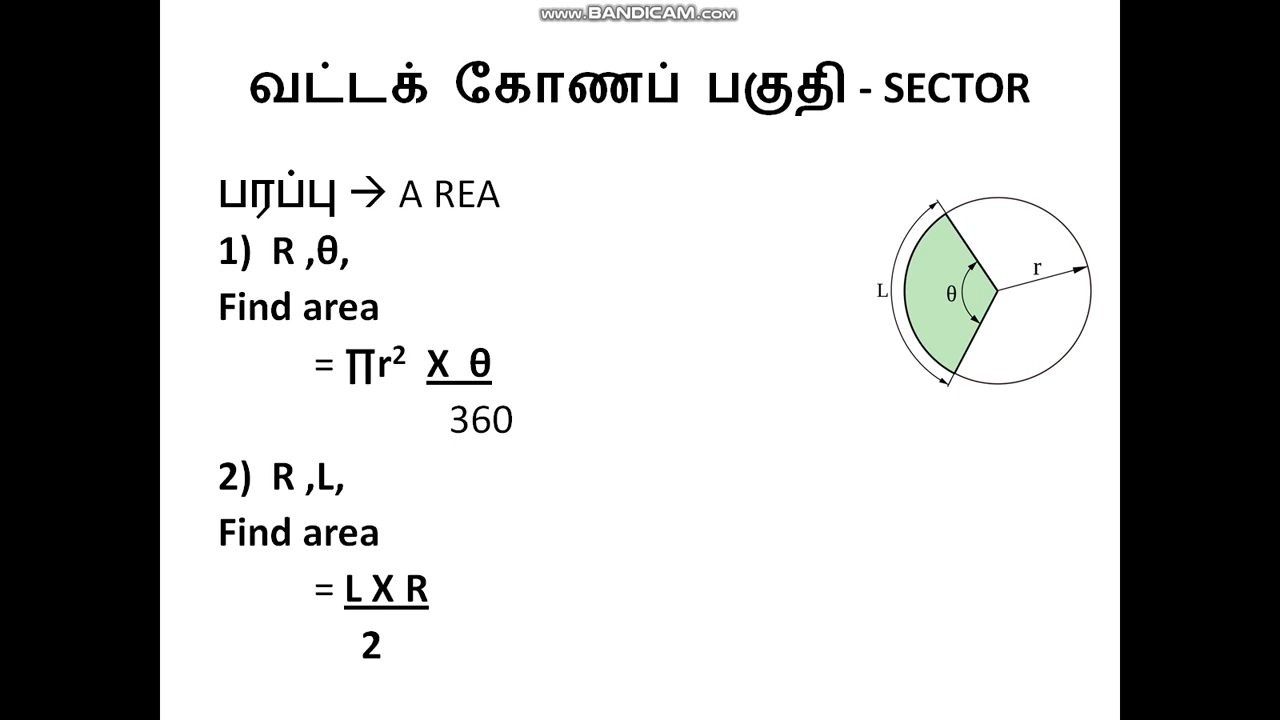 www.BANDICAM.com
வட்டக் கோணப் பகுதி - SECTOR
பரப்பு → A REA
1) R ,θ,
Find area
= ∏r² X θ
360
2) R ,L,
Find area
= L X R
2
L
θ
r